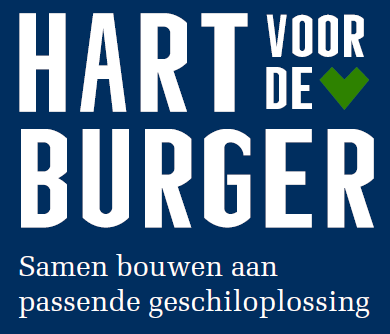 HART VOOR
DE
BURGER
Samen bouwen aan
passende geschiloplossing